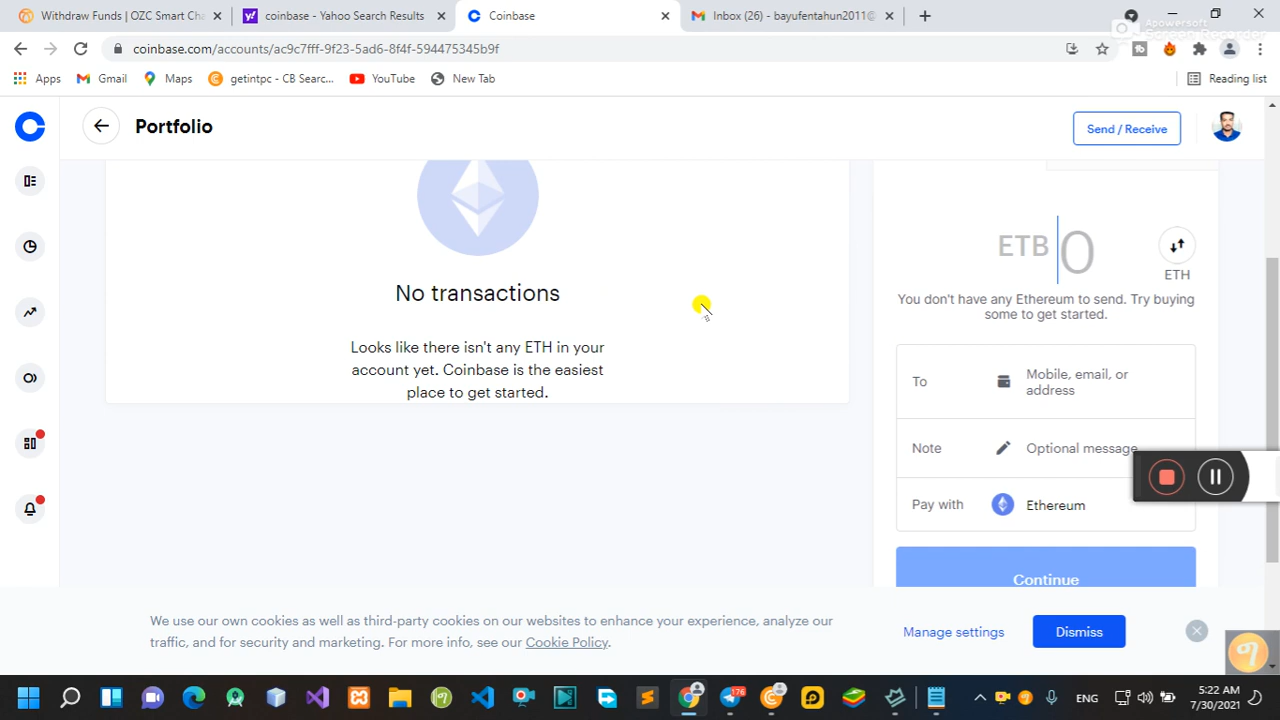 Withdraw Funds | OZC Smart Cha
coinbase - Yahoo Search Results
Coinbase
Inbox (26) - bayufentahun2011@
Apowersoft
Screen Recorder
coinbase.com/accounts/ac9c7fff-9f23-5ad6-8f4f-594475345b9f
Apps
Gmail
Maps
getintpc - CB Searc...
YouTube
New Tab
Reading list
Portfolio
Send / Receive
ETB 0
ETH
You don't have any Ethereum to send. Try buying
some to get started.
No transactions
Looks like there isn't any ETH in your
account yet. Coinbase is the easiest
place to get started.
To
Mobile, email, or
address
Note
Optional message
Pay with
Ethereum
Continue
We use our own cookies as well as third-party cookies on our websites to enhance your experience, analyze our
traffic, and for security and marketing. For more info, see our Cookie Policy.
Manage settings
Dismiss
176
ENG
5:22 AM
7/30/2021